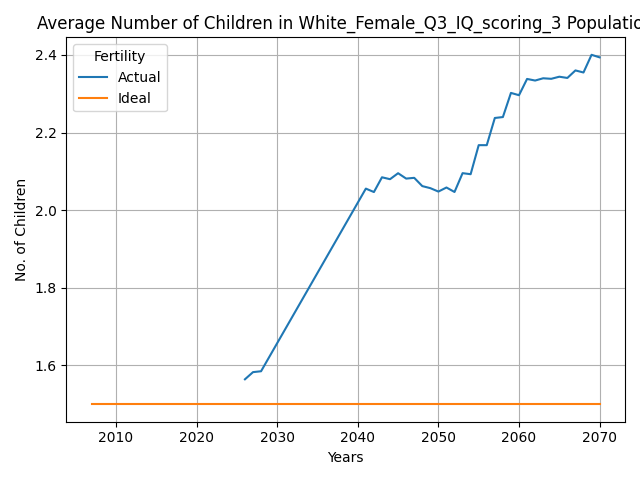 Average Number of Children in White_Female_Q3_IQ_scoring_3 Populatio
Fertility
Actual
Ideal
No. of Children
2.4
2.2
2.0
1.8
1.6
2010 2020 2030 2040 2050 2060 2070
Years